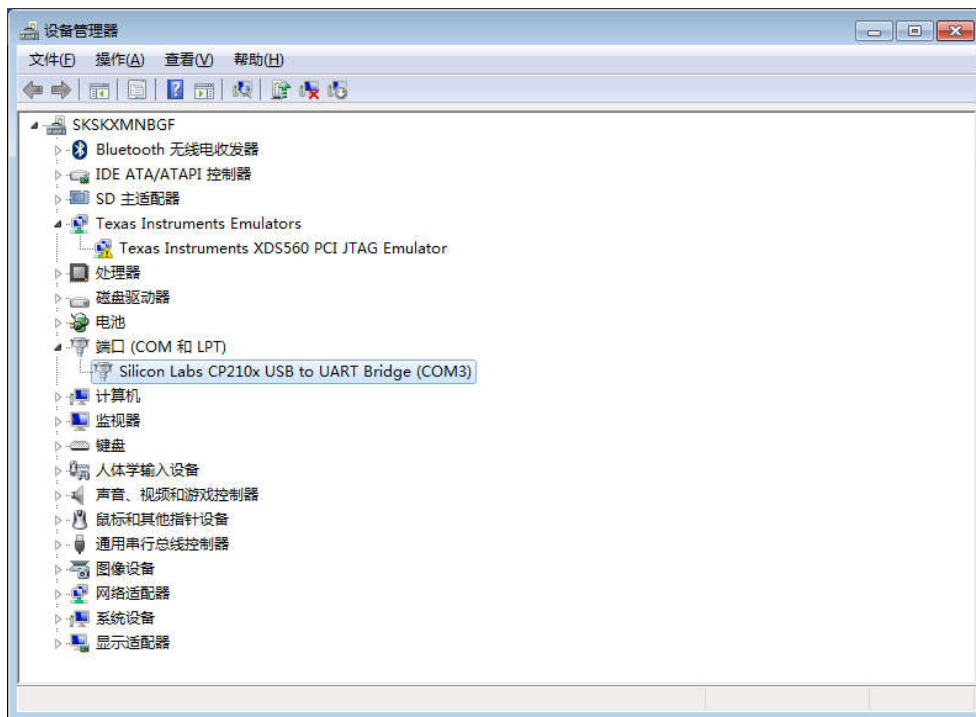 设备管理器
文件(F) 操作(A) 查看(V) 帮助(H)
SKSKXMNBGF
Bluetooth 无线电收发器
IDE ATA/ATAPI 控制器
SD 主适配器
Texas Instruments Emulators
Texas Instruments XDS560 PCI JTAG Emulator
处理器
磁盘驱动器
电池
端口 (COM 和 LPT)
Silicon Labs CP210x USB to UART Bridge (COM3)
计算机
监视器
键盘
人体学输入设备
声音、视频和游戏控制器
鼠标和其他指针设备
通用串行总线控制器
图像设备
网络适配器
系统设备
显示适配器